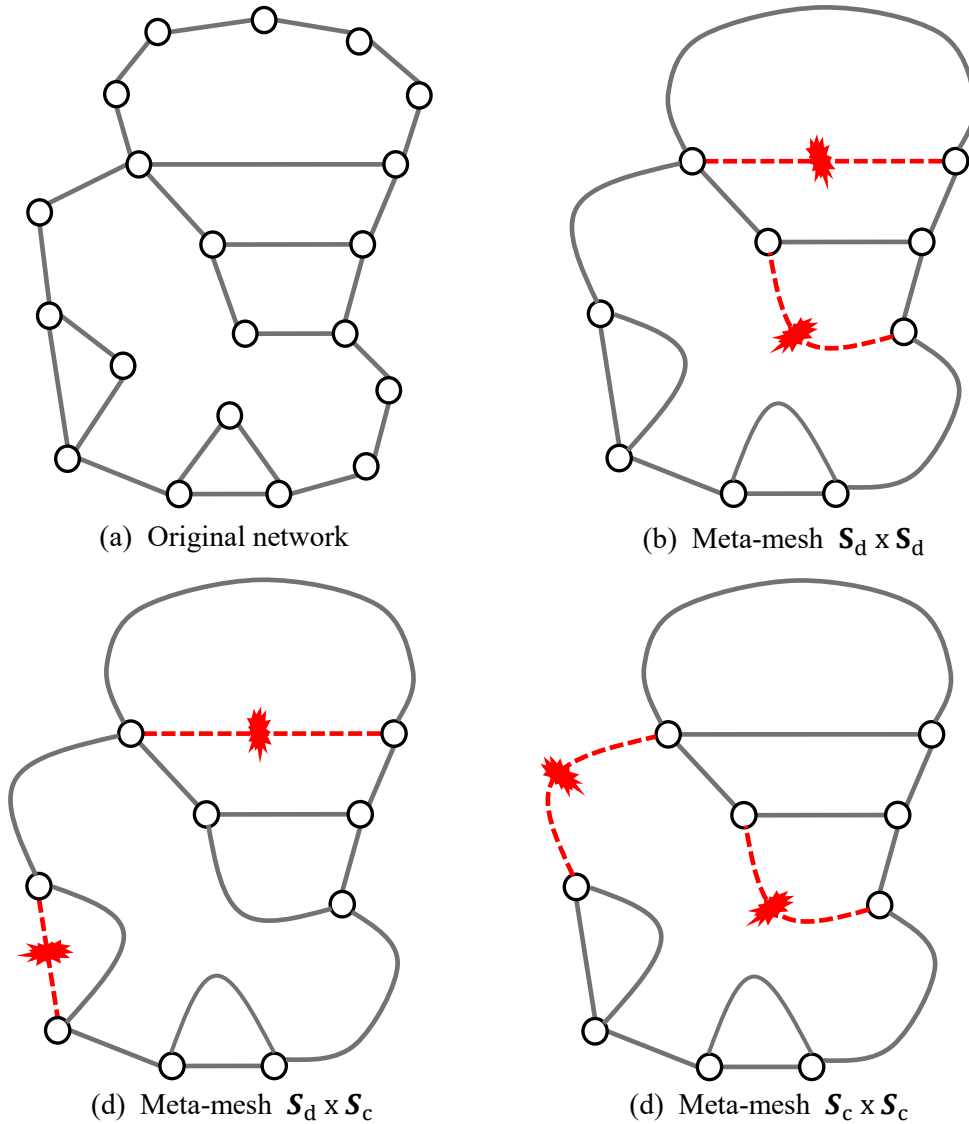 (a) Original network
(b) Meta-mesh S_d x S_d
(d) Meta-mesh S_d x S_c
(d) Meta-mesh S_c x S_c